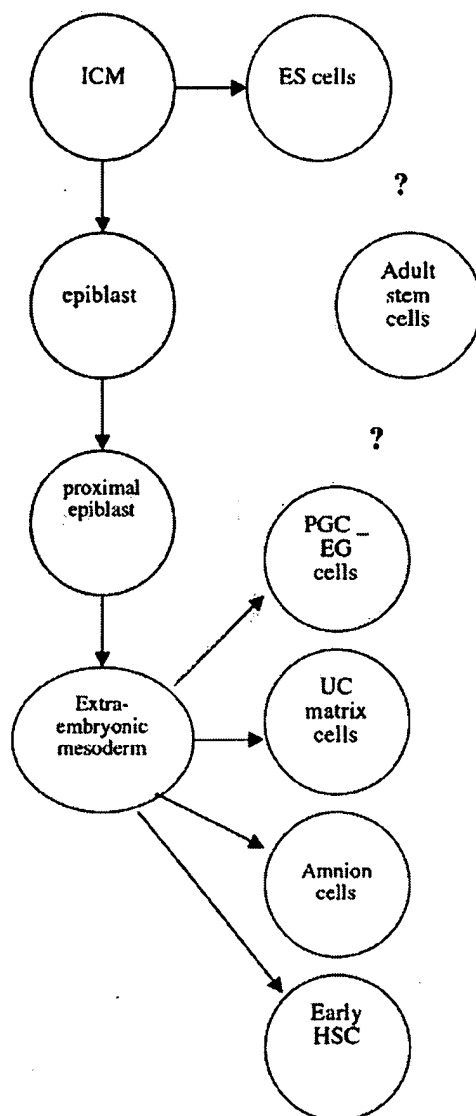 ICM
ES cells
?
epiblast
Adult
stem
cells
?
proximal
epiblast
PGC _
EG
cells
Extra-
embryonic
mesoderm
UC
matrix
cells
Amnion
cells
Early
HSC